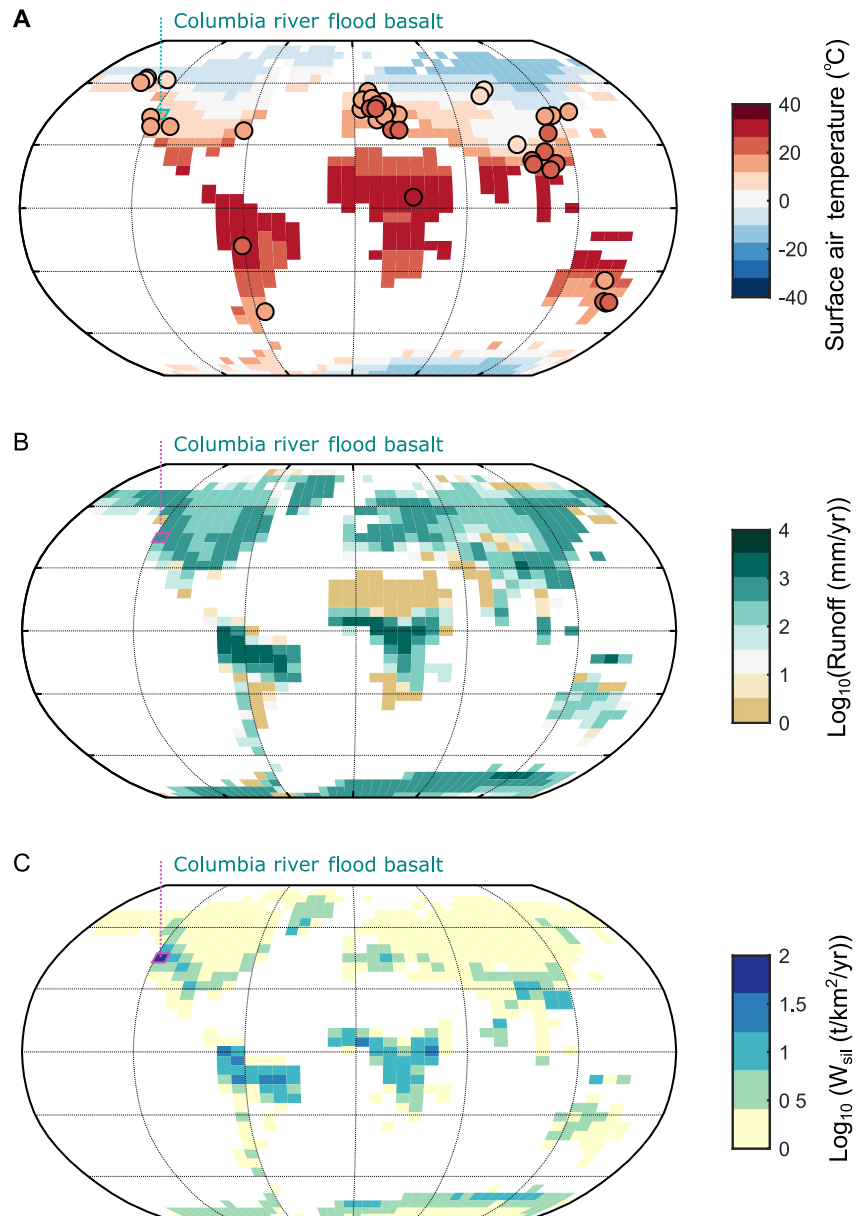 A
Columbia river flood basalt
40
20
0
-20
-40
Surface air temperature (℃)
B
Columbia river flood basalt
4
3
2
1
0
Log10(Runoff (mm/yr))
C
Columbia river flood basalt
2
1.5
1
0 5
0
Log10 (Wsil (t/km2/yr))